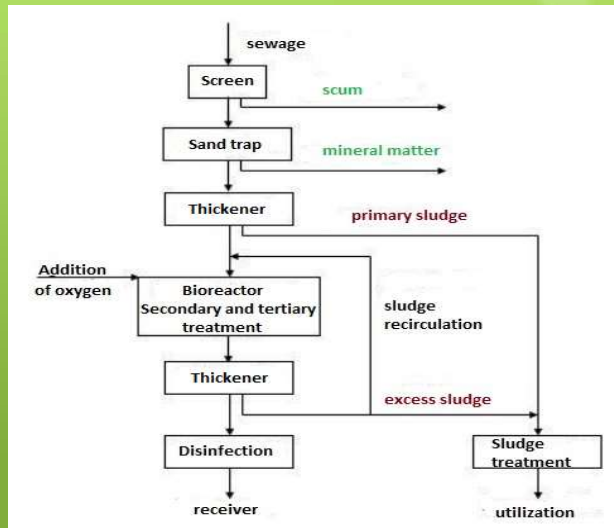 sewage
Screen
scum
Sand trap
mineral matter
Thickener
primary sludge
Addition
of oxygen
Bioreactor
Secondary and tertiary
treatment
sludge
recirculation
Thickener
excess sludge
Disinfection
Sludge
treatment
receiver
utilization